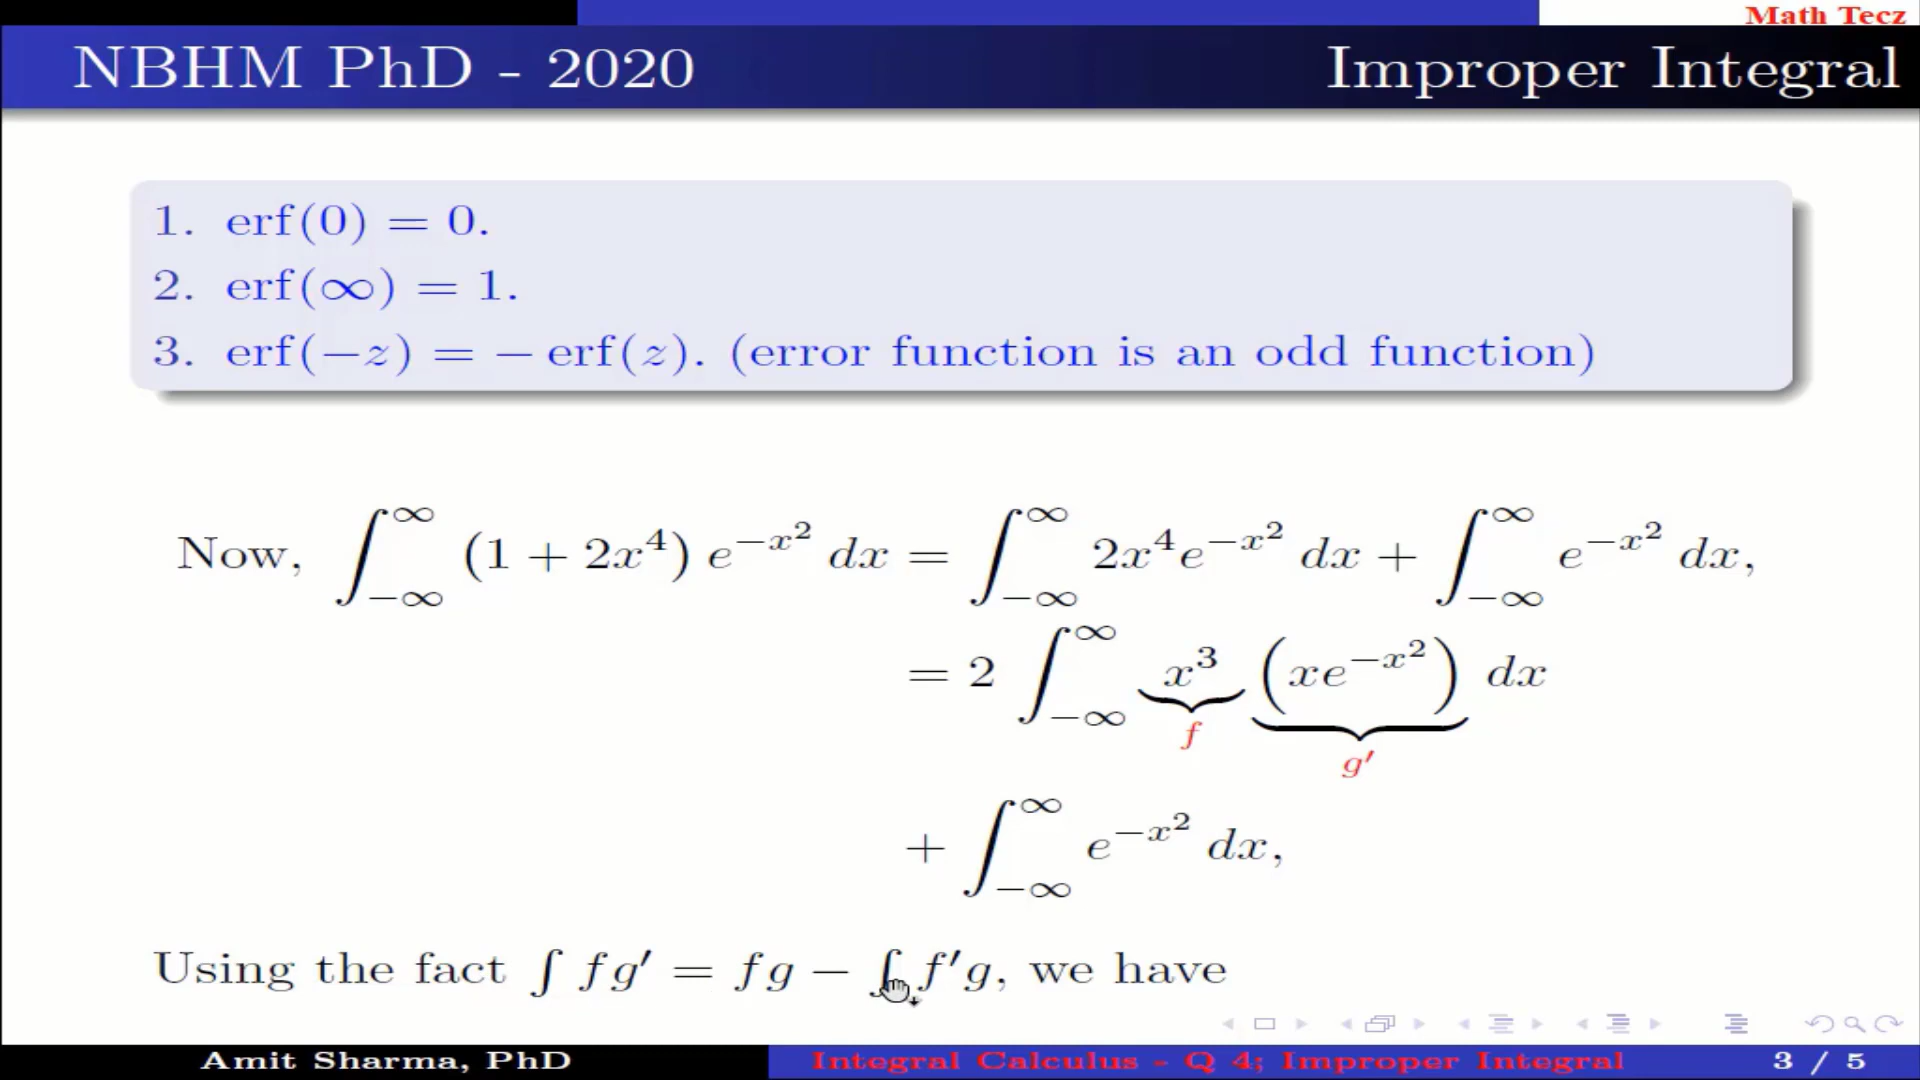 Math Tecz
NBHM PhD - 2020 Improper Integral
1. erf(0) = 0.
2. erf(∞) = 1.
3. erf(−z) = − erf(z). (error function is an odd function)
Now, ∫_{−∞}^{∞} (1 + 2x⁴) e^{−x²} dx = ∫_{−∞}^{∞} 2x⁴e^{−x²} dx + ∫_{−∞}^{∞} e^{−x²} dx,
= 2 ∫_{−∞}^{∞} x³ (xe^{−x²}) dx
f g′
+ ∫_{−∞}^{∞} e^{−x²} dx,
Using the fact ∫ fg′ = fg − ∫ f′g, we have
Amit Sharma, PhD Integral Calculus - Q 4; Improper Integral 3 / 5